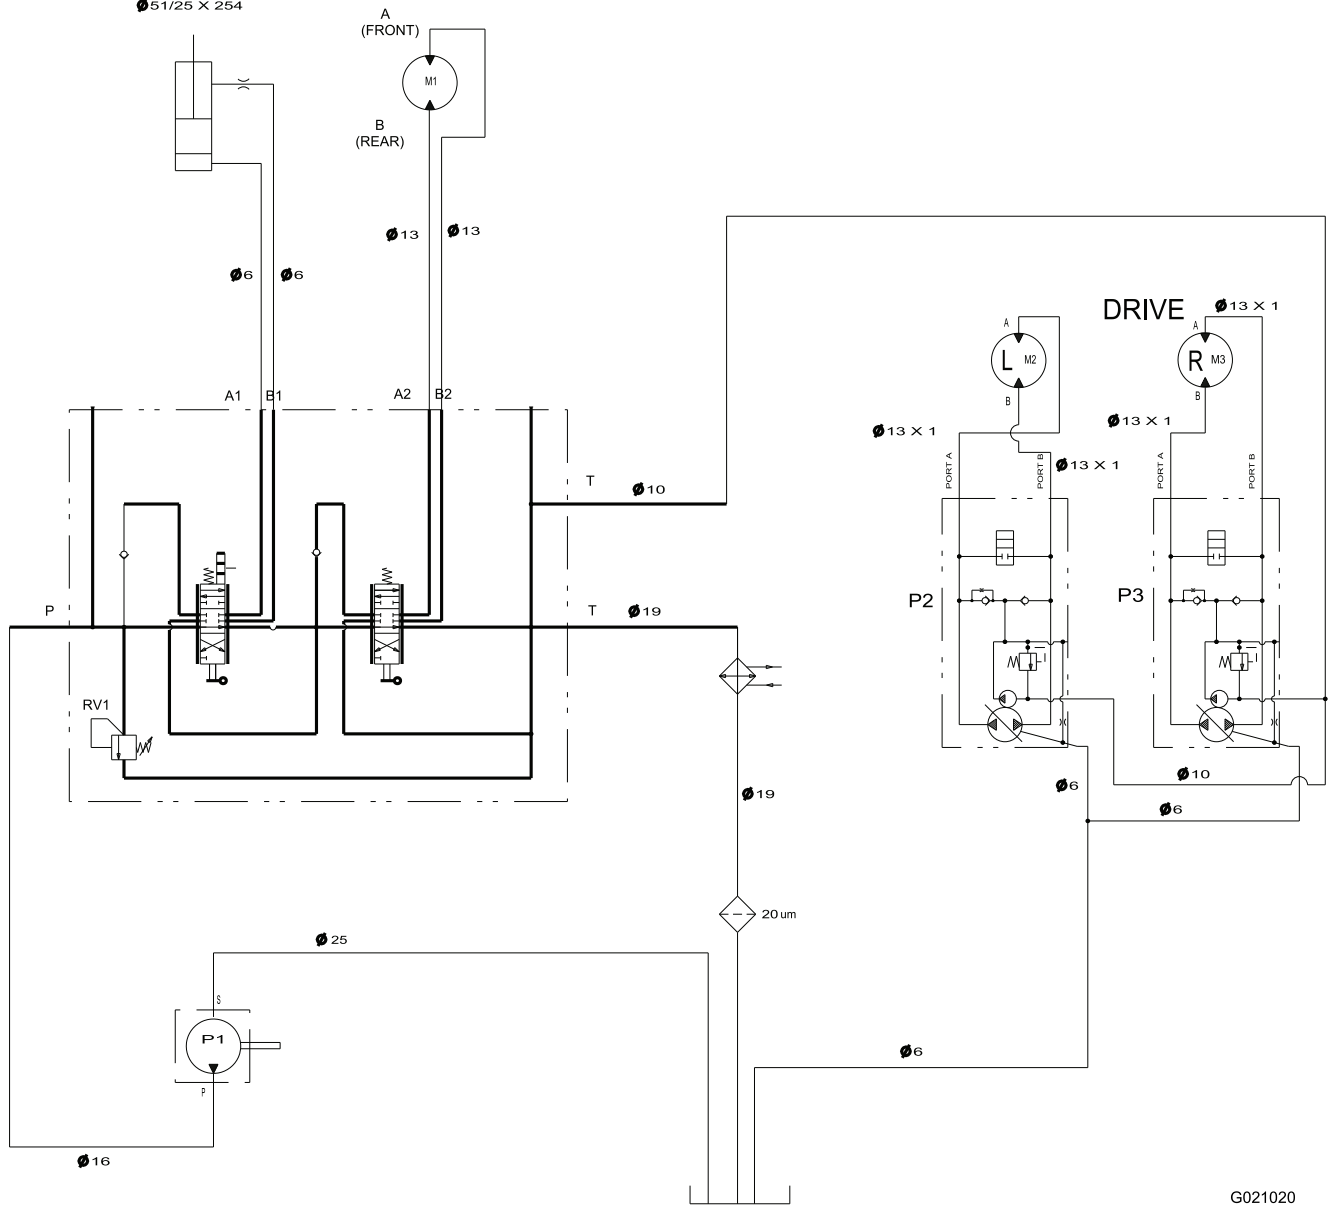 Ø51/25 X 254
A
(FRONT)
M1
B
(REAR)
Ø13
Ø13
Ø6
Ø6
DRIVE
Ø13 X 1
A
L M2
B
A
R M3
B
Ø13 X 1
Ø13 X 1
Ø13 X 1
A1
B1
A2
B2
PORT A
PORT B
PORT A
PORT B
T
Ø10
P
T
Ø19
P2
P3
RV1
Ø19
Ø6
Ø10
Ø6
20um
Ø25
S
P1
P
Ø6
Ø16
G021020